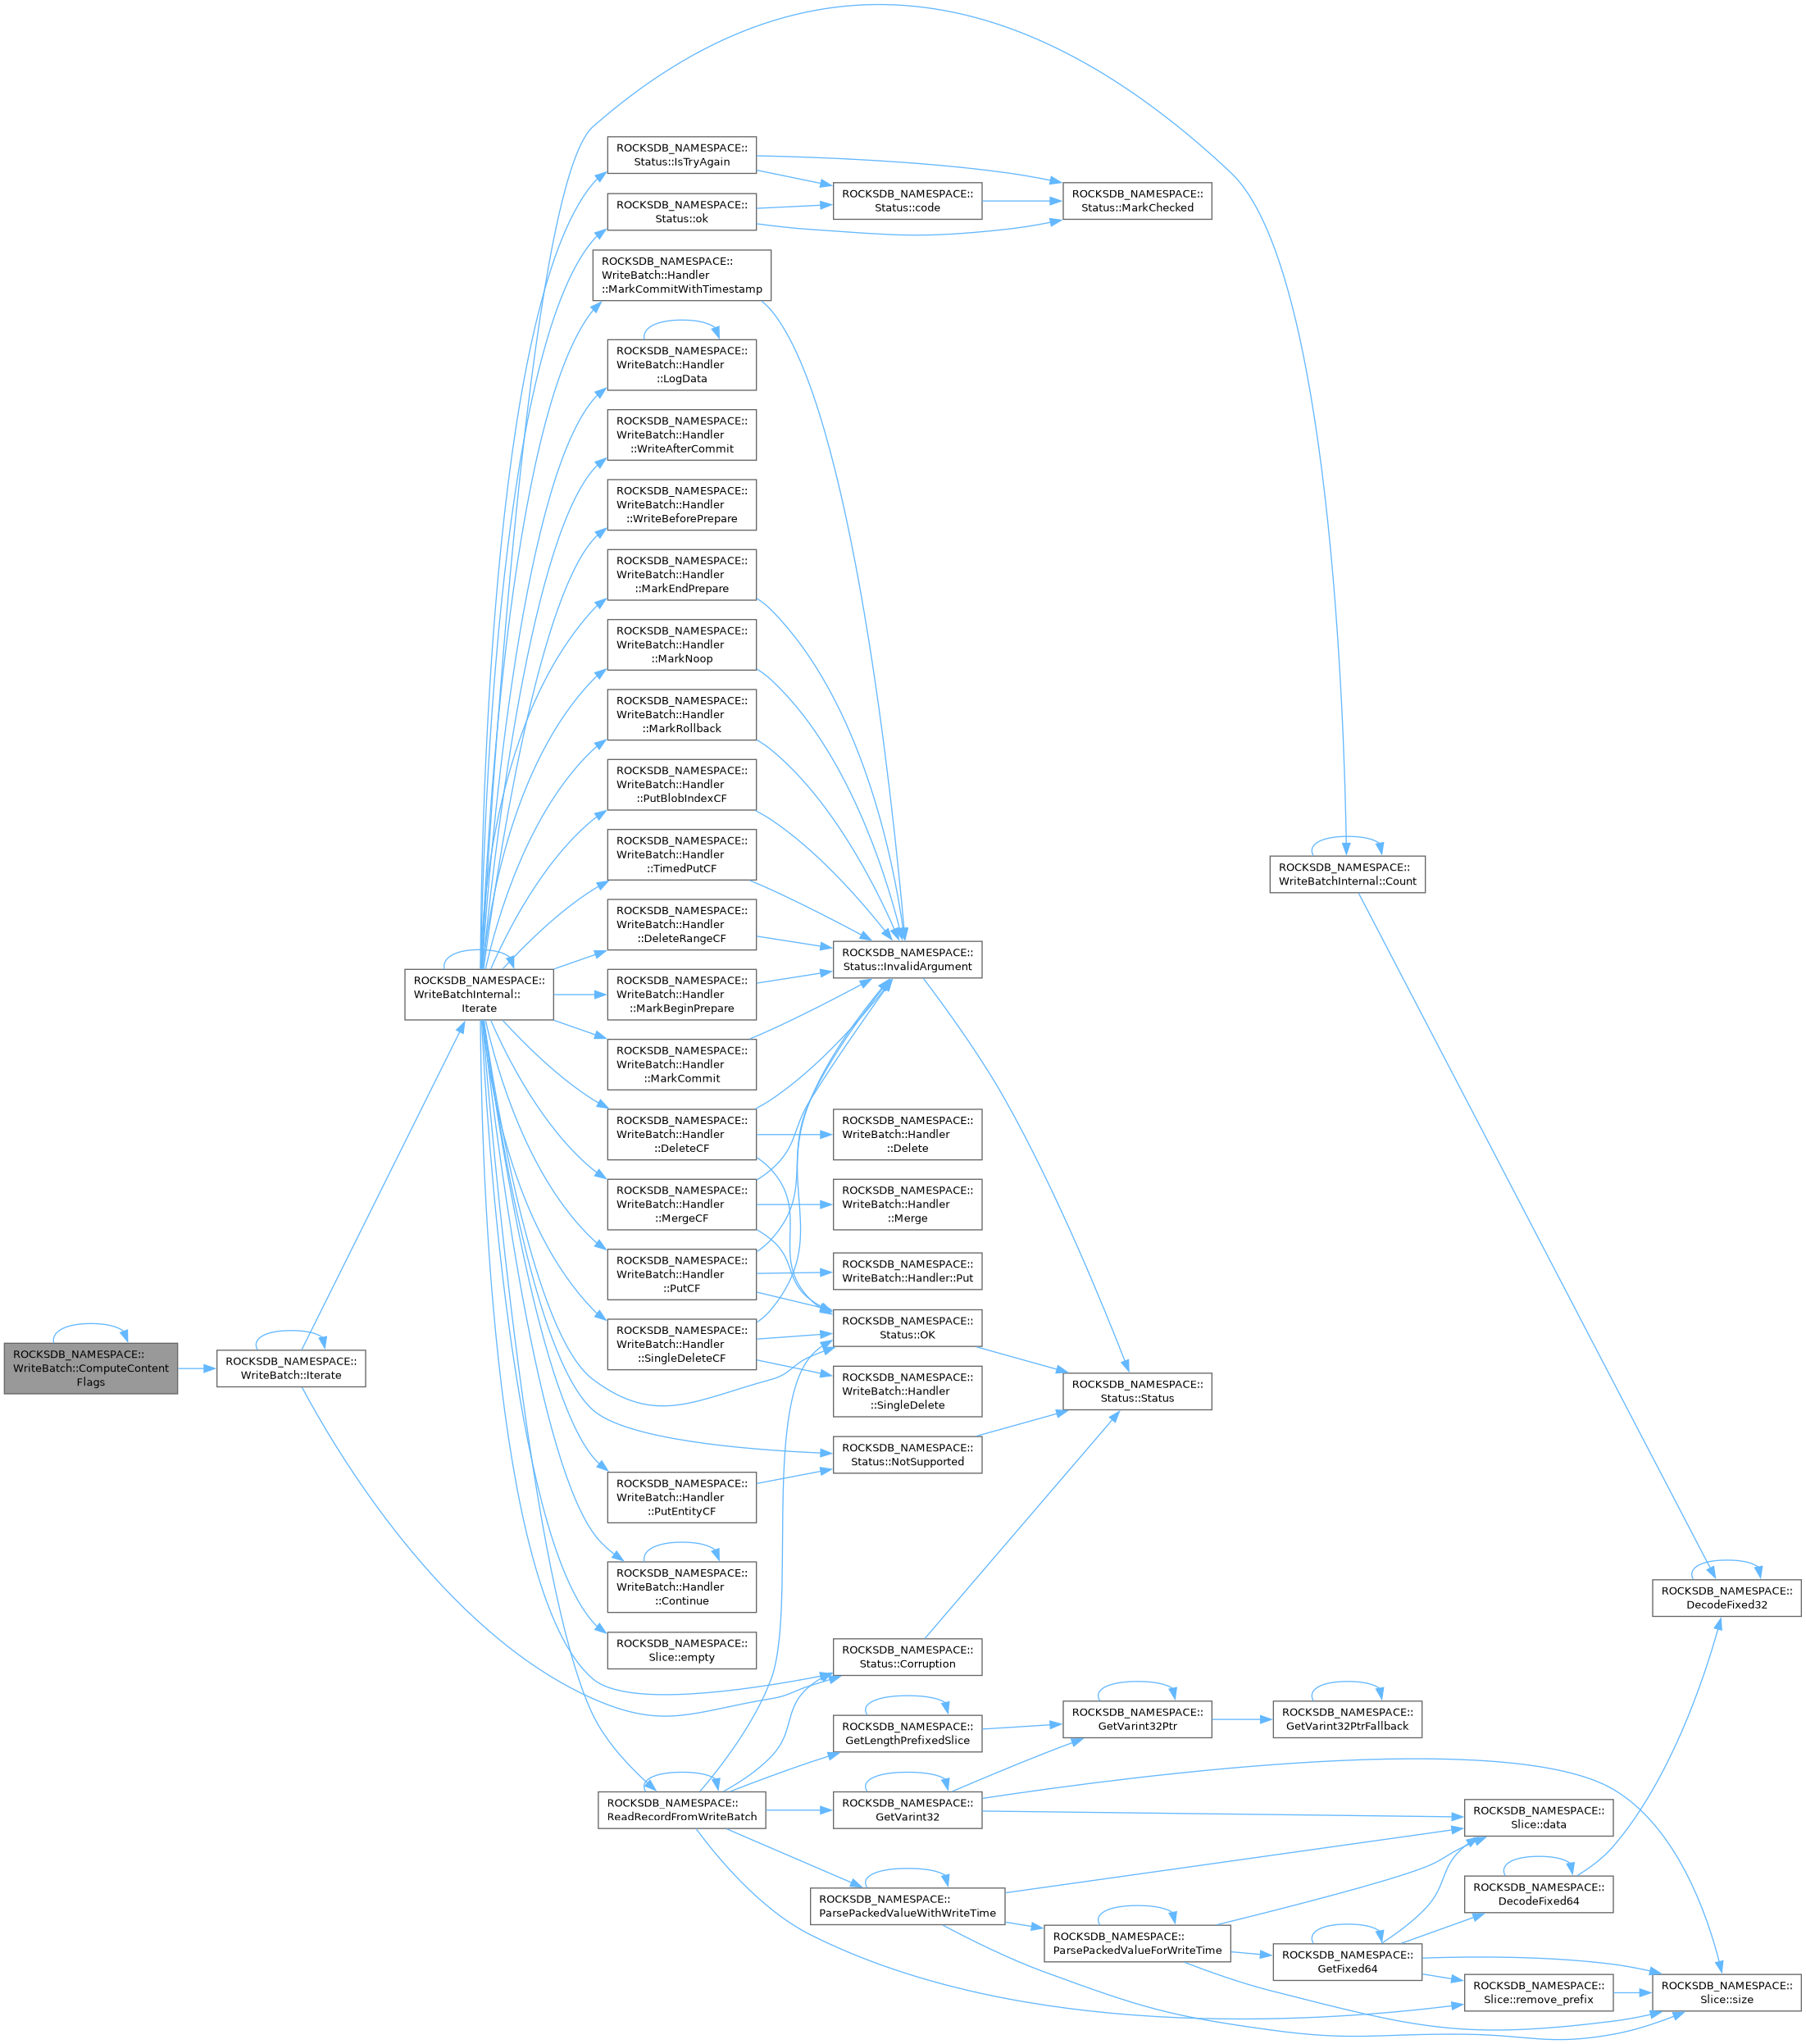 ROCKSDB_NAMESPACE::
Status::IsTryAgain
ROCKSDB_NAMESPACE::
Status::code
ROCKSDB_NAMESPACE::
Status::MarkChecked
ROCKSDB_NAMESPACE::
Status::ok
ROCKSDB_NAMESPACE::
WriteBatch::Handler
::MarkCommitWithTimestamp
ROCKSDB_NAMESPACE::
WriteBatch::Handler
::LogData
ROCKSDB_NAMESPACE::
WriteBatch::Handler
::WriteAfterCommit
ROCKSDB_NAMESPACE::
WriteBatch::Handler
::WriteBeforePrepare
ROCKSDB_NAMESPACE::
WriteBatch::Handler
::MarkEndPrepare
ROCKSDB_NAMESPACE::
WriteBatch::Handler
::MarkNoop
ROCKSDB_NAMESPACE::
WriteBatch::Handler
::MarkRollback
ROCKSDB_NAMESPACE::
WriteBatch::Handler
::PutBlobIndexCF
ROCKSDB_NAMESPACE::
WriteBatch::Handler
::TimedPutCF
ROCKSDB_NAMESPACE::
WriteBatchInternal::Count
ROCKSDB_NAMESPACE::
WriteBatch::Handler
::DeleteRangeCF
ROCKSDB_NAMESPACE::
Status::InvalidArgument
ROCKSDB_NAMESPACE::
WriteBatchInternal::
Iterate
ROCKSDB_NAMESPACE::
WriteBatch::Handler
::MarkBeginPrepare
ROCKSDB_NAMESPACE::
WriteBatch::Handler
::MarkCommit
ROCKSDB_NAMESPACE::
WriteBatch::Handler
::DeleteCF
ROCKSDB_NAMESPACE::
WriteBatch::Handler
::Delete
ROCKSDB_NAMESPACE::
WriteBatch::Handler
::MergeCF
ROCKSDB_NAMESPACE::
WriteBatch::Handler
::Merge
ROCKSDB_NAMESPACE::
WriteBatch::Handler
::PutCF
ROCKSDB_NAMESPACE::
WriteBatch::Handler::Put
ROCKSDB_NAMESPACE::
WriteBatch::Handler
::SingleDeleteCF
ROCKSDB_NAMESPACE::
Status::OK
ROCKSDB_NAMESPACE::
WriteBatch::ComputeContent
Flags
ROCKSDB_NAMESPACE::
WriteBatch::Iterate
ROCKSDB_NAMESPACE::
WriteBatch::Handler
::SingleDelete
ROCKSDB_NAMESPACE::
Status::Status
ROCKSDB_NAMESPACE::
Status::NotSupported
ROCKSDB_NAMESPACE::
WriteBatch::Handler
::PutEntityCF
ROCKSDB_NAMESPACE::
WriteBatch::Handler
::Continue
ROCKSDB_NAMESPACE::
DecodeFixed32
ROCKSDB_NAMESPACE::
Slice::empty
ROCKSDB_NAMESPACE::
Status::Corruption
ROCKSDB_NAMESPACE::
GetLengthPrefixedSlice
ROCKSDB_NAMESPACE::
GetVarint32Ptr
ROCKSDB_NAMESPACE::
GetVarint32PtrFallback
ROCKSDB_NAMESPACE::
ReadRecordFromWriteBatch
ROCKSDB_NAMESPACE::
GetVarint32
ROCKSDB_NAMESPACE::
Slice::data
ROCKSDB_NAMESPACE::
ParsePackedValueWithWriteTime
ROCKSDB_NAMESPACE::
DecodeFixed64
ROCKSDB_NAMESPACE::
ParsePackedValueForWriteTime
ROCKSDB_NAMESPACE::
GetFixed64
ROCKSDB_NAMESPACE::
Slice::remove_prefix
ROCKSDB_NAMESPACE::
Slice::size